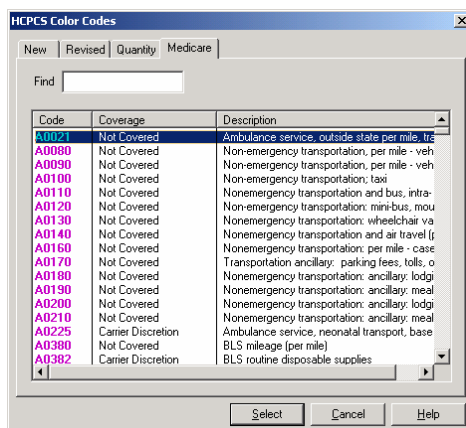 HCPCS Color Codes
New Revised Quantity Medicare
Find
Code Coverage Description
A0021 Not Covered Ambulance service, outside state per mile, tra
A0080 Not Covered Non-emergency transportation, per mile - veh
A0090 Not Covered Non-emergency transportation, per mile - veh
A0100 Not Covered Non-emergency transportation; taxi
A0110 Not Covered Nonemergency transportation and bus, intra-
A0120 Not Covered Non-emergency transportation: mini-bus, mou
A0130 Not Covered Nonemergency transportation: wheelchair va
A0140 Not Covered Nonemergency transportation and air travel (p
A0160 Not Covered Nonemergency transportation: per mile - case
A0170 Not Covered Transportation ancillary: parking fees, tolls, o
A0180 Not Covered Nonemergency transportation: ancillary: lodgi
A0190 Not Covered Nonemergency transportation: ancillary: meal
A0200 Not Covered Nonemergency transportation: ancillary: lodgi
A0210 Not Covered Nonemergency transportation: ancillary: meal
A0225 Carrier Discretion Ambulance service, neonatal transport, base
A0380 Not Covered BLS mileage (per mile)
A0382 Carrier Discretion BLS routine disposable supplies
Select Cancel Help